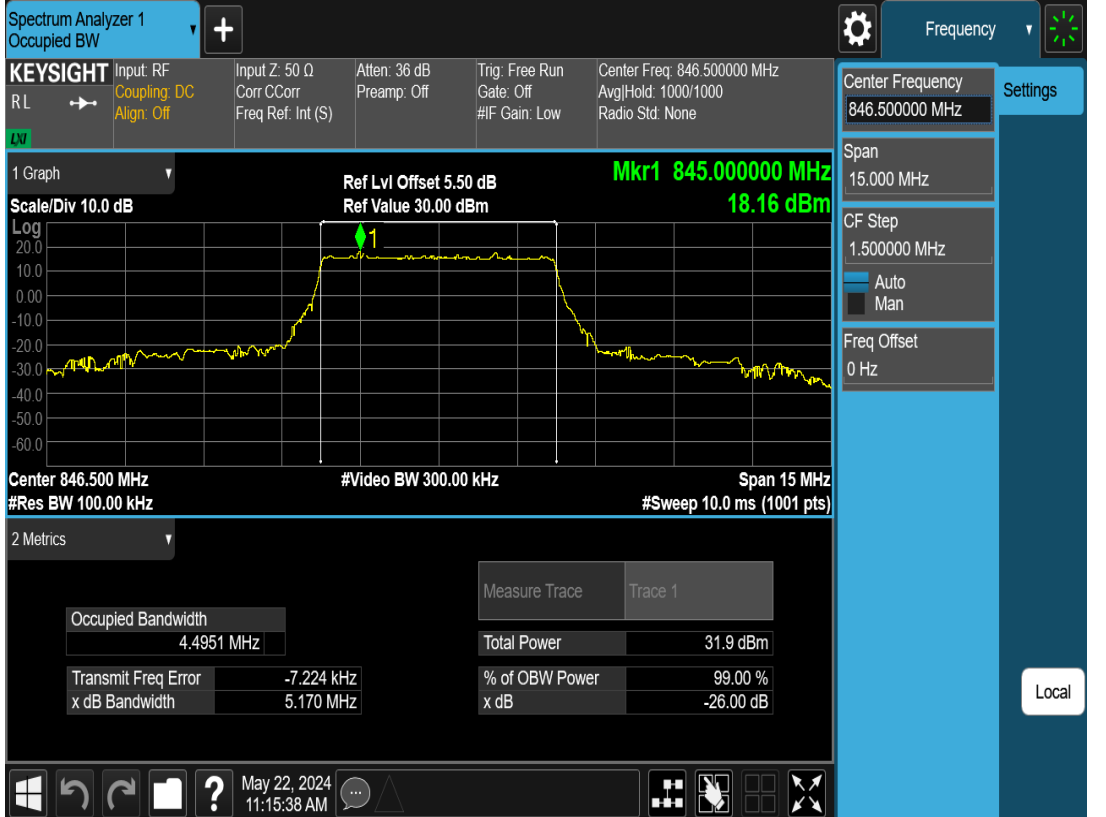 Spectrum Analyzer 1
Occupied BW
+
Frequency
KEYSIGHT
RL
LXI
Input: RF
Coupling: DC
Align: Off
Input Z: 50 Ω
Corr CCorr
Freq Ref: Int (S)
Atten: 36 dB
Preamp: Off
Trig: Free Run
Gate: Off
#IF Gain: Low
Center Freq: 846.500000 MHz
Avg|Hold: 1000/1000
Radio Std: None
Center Frequency
846.500000 MHz
Settings
Span
15.000 MHz
CF Step
1.500000 MHz
Auto
Man
Freq Offset
0 Hz
Local
1 Graph
Ref Lvl Offset 5.50 dB
Mkr1 845.000000 MHz
Scale/Div 10.0 dB
Ref Value 30.00 dBm
18.16 dBm
Log
1
20.0
10.0
0.00
-10.0
-20.0
-30.0
-40.0
-50.0
-60.0
Center 846.500 MHz
#Video BW 300.00 kHz
Span 15 MHz
#Res BW 100.00 kHz
#Sweep 10.0 ms (1001 pts)
2 Metrics
Measure Trace
Trace 1
Occupied Bandwidth
4.4951 MHz
Total Power
31.9 dBm
Transmit Freq Error
-7.224 kHz
% of OBW Power
99.00 %
x dB Bandwidth
5.170 MHz
x dB
-26.00 dB
?
May 22, 2024
11:15:38 AM